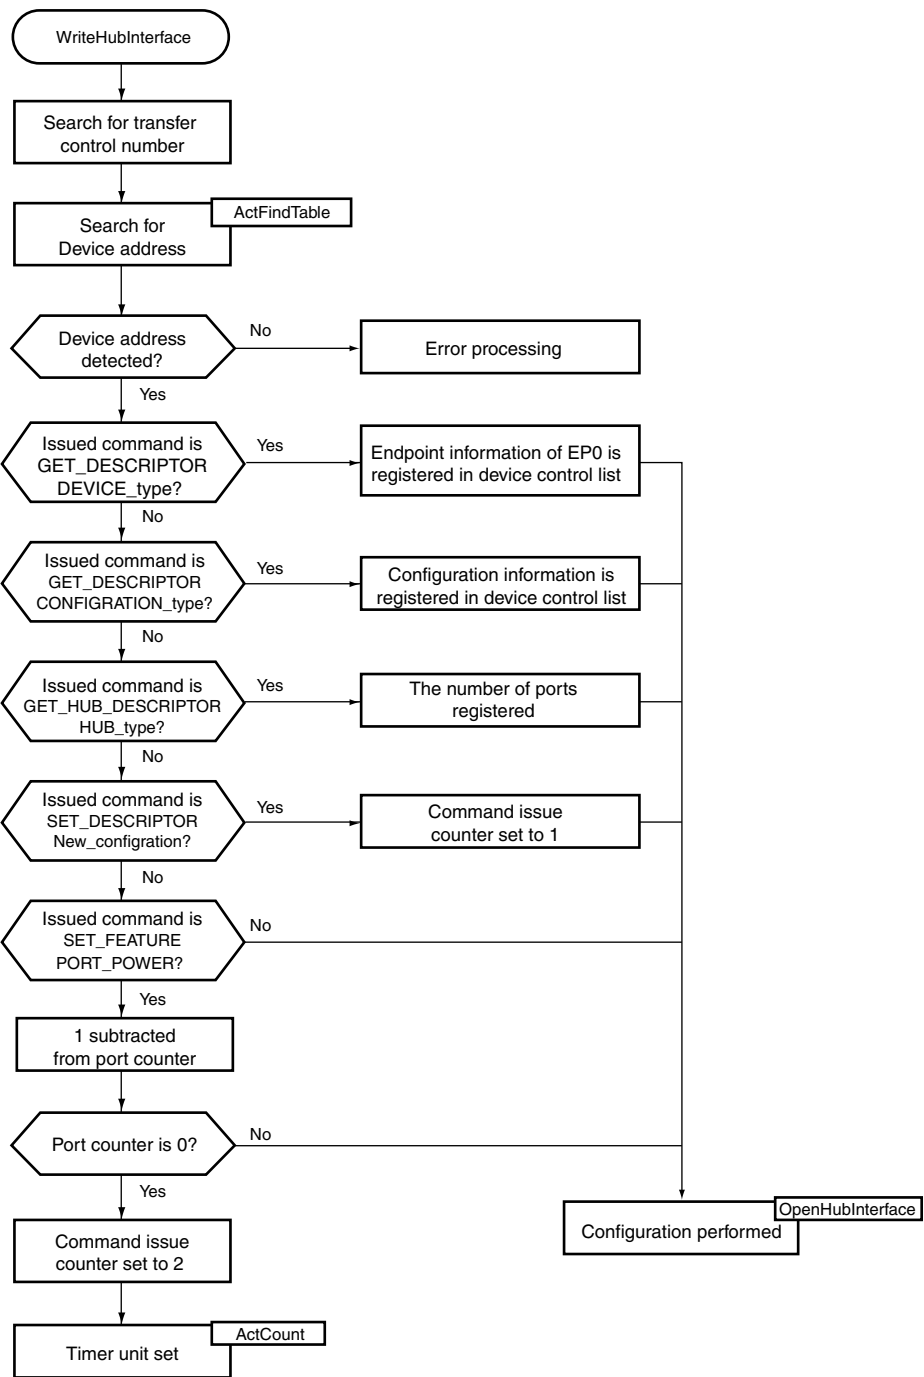 WriteHubInterface
Search for transfer
control number
ActFindTable
Search for
Device address
Device address
detected?
No
Error processing
Yes
Issued command is
GET_DESCRIPTOR
DEVICE_type?
Yes
Endpoint information of EP0 is
registered in device control list
No
Issued command is
GET_DESCRIPTOR
CONFIGRATION_type?
Yes
Configuration information is
registered in device control list
No
Issued command is
GET_HUB_DESCRIPTOR
HUB_type?
Yes
The number of ports
registered
No
Issued command is
SET_DESCRIPTOR
New_configration?
Yes
Command issue
counter set to 1
No
Issued command is
SET_FEATURE
PORT_POWER?
No
Yes
1 subtracted
from port counter
Port counter is 0?
No
Yes
OpenHubInterface
Configuration performed
Command issue
counter set to 2
ActCount
Timer unit set